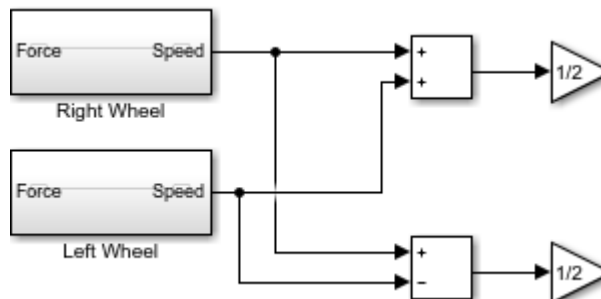 Force Speed + 1/2
+
Right Wheel
Force Speed
Left Wheel
+
− 1/2